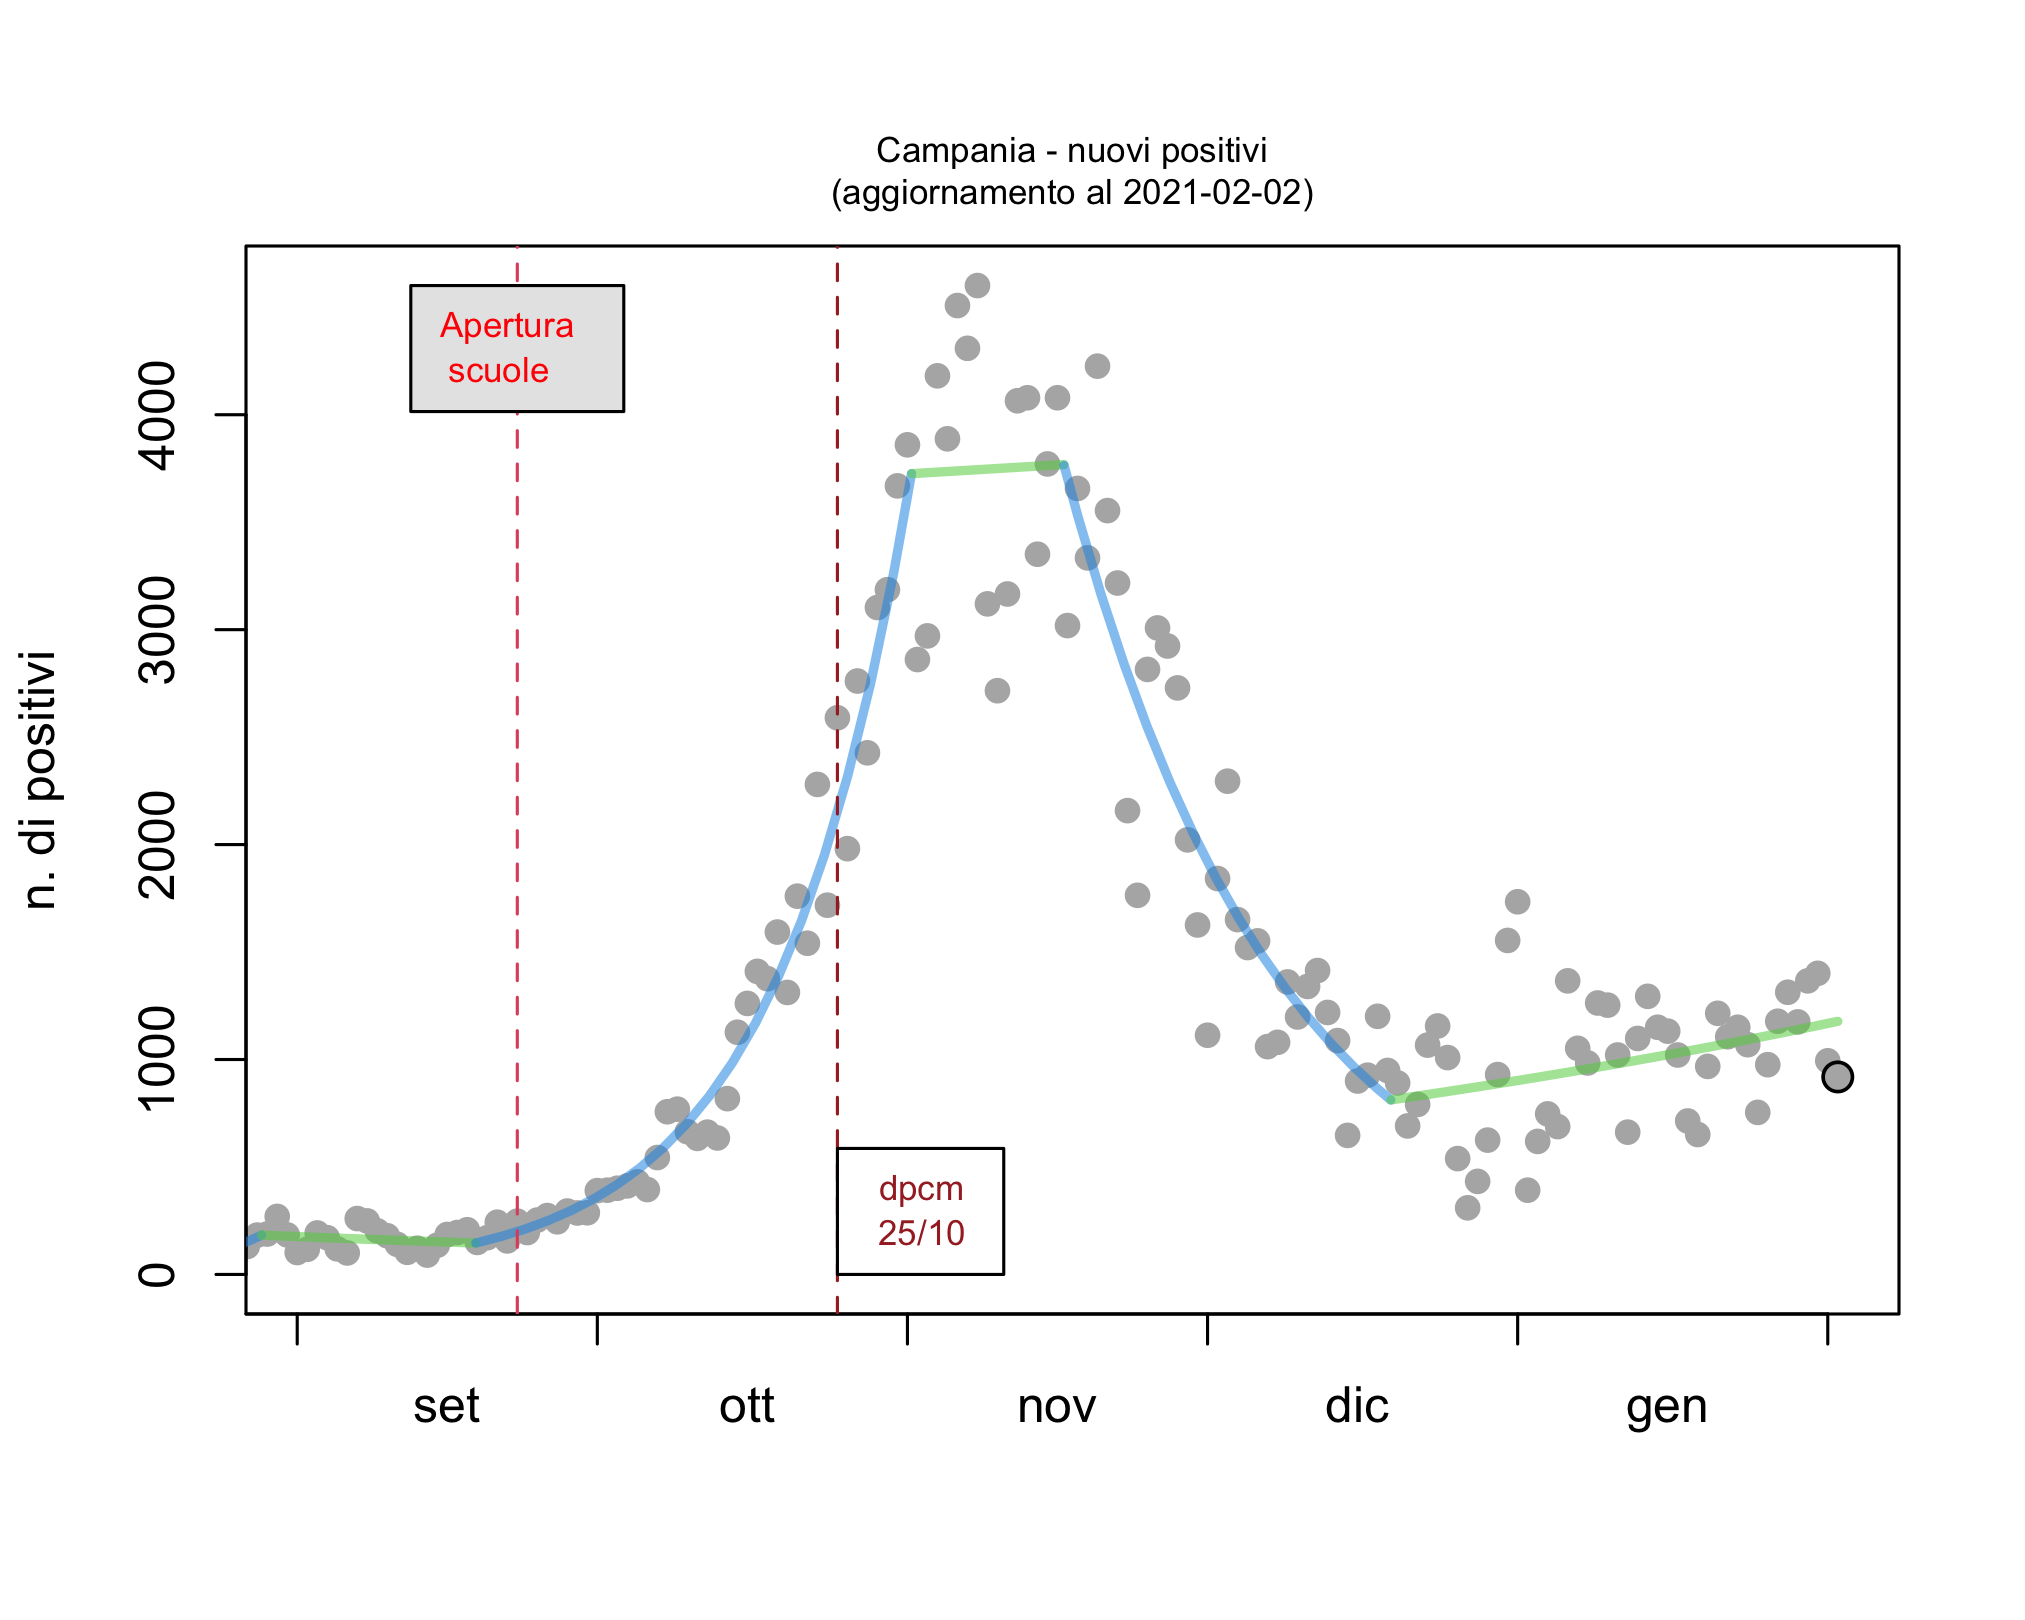 Campania - nuovi positivi
(aggiornamento al 2021-02-02)
Apertura
scuole
n. di positivi
4000
3000
2000
1000
0
dpcm
25/10
set ott nov dic gen